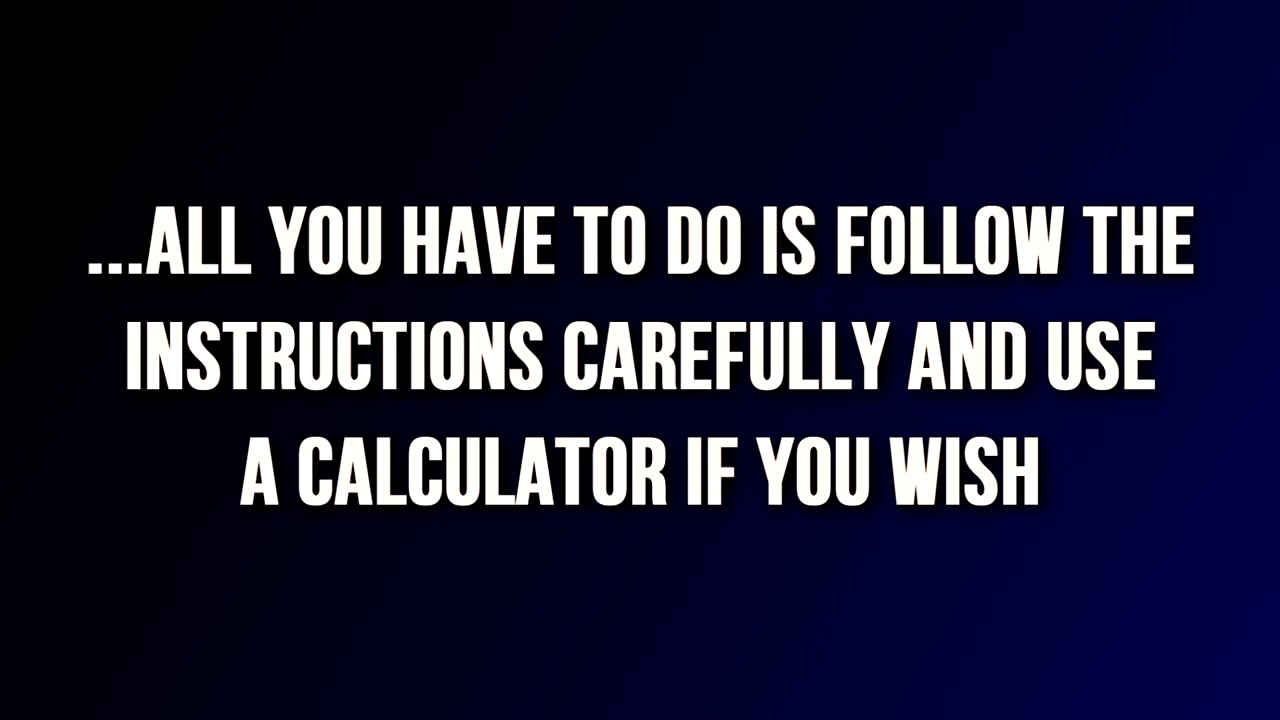 ...ALL YOU HAVE TO DO IS FOLLOW THE
INSTRUCTIONS CAREFULLY AND USE
A CALCULATOR IF YOU WISH